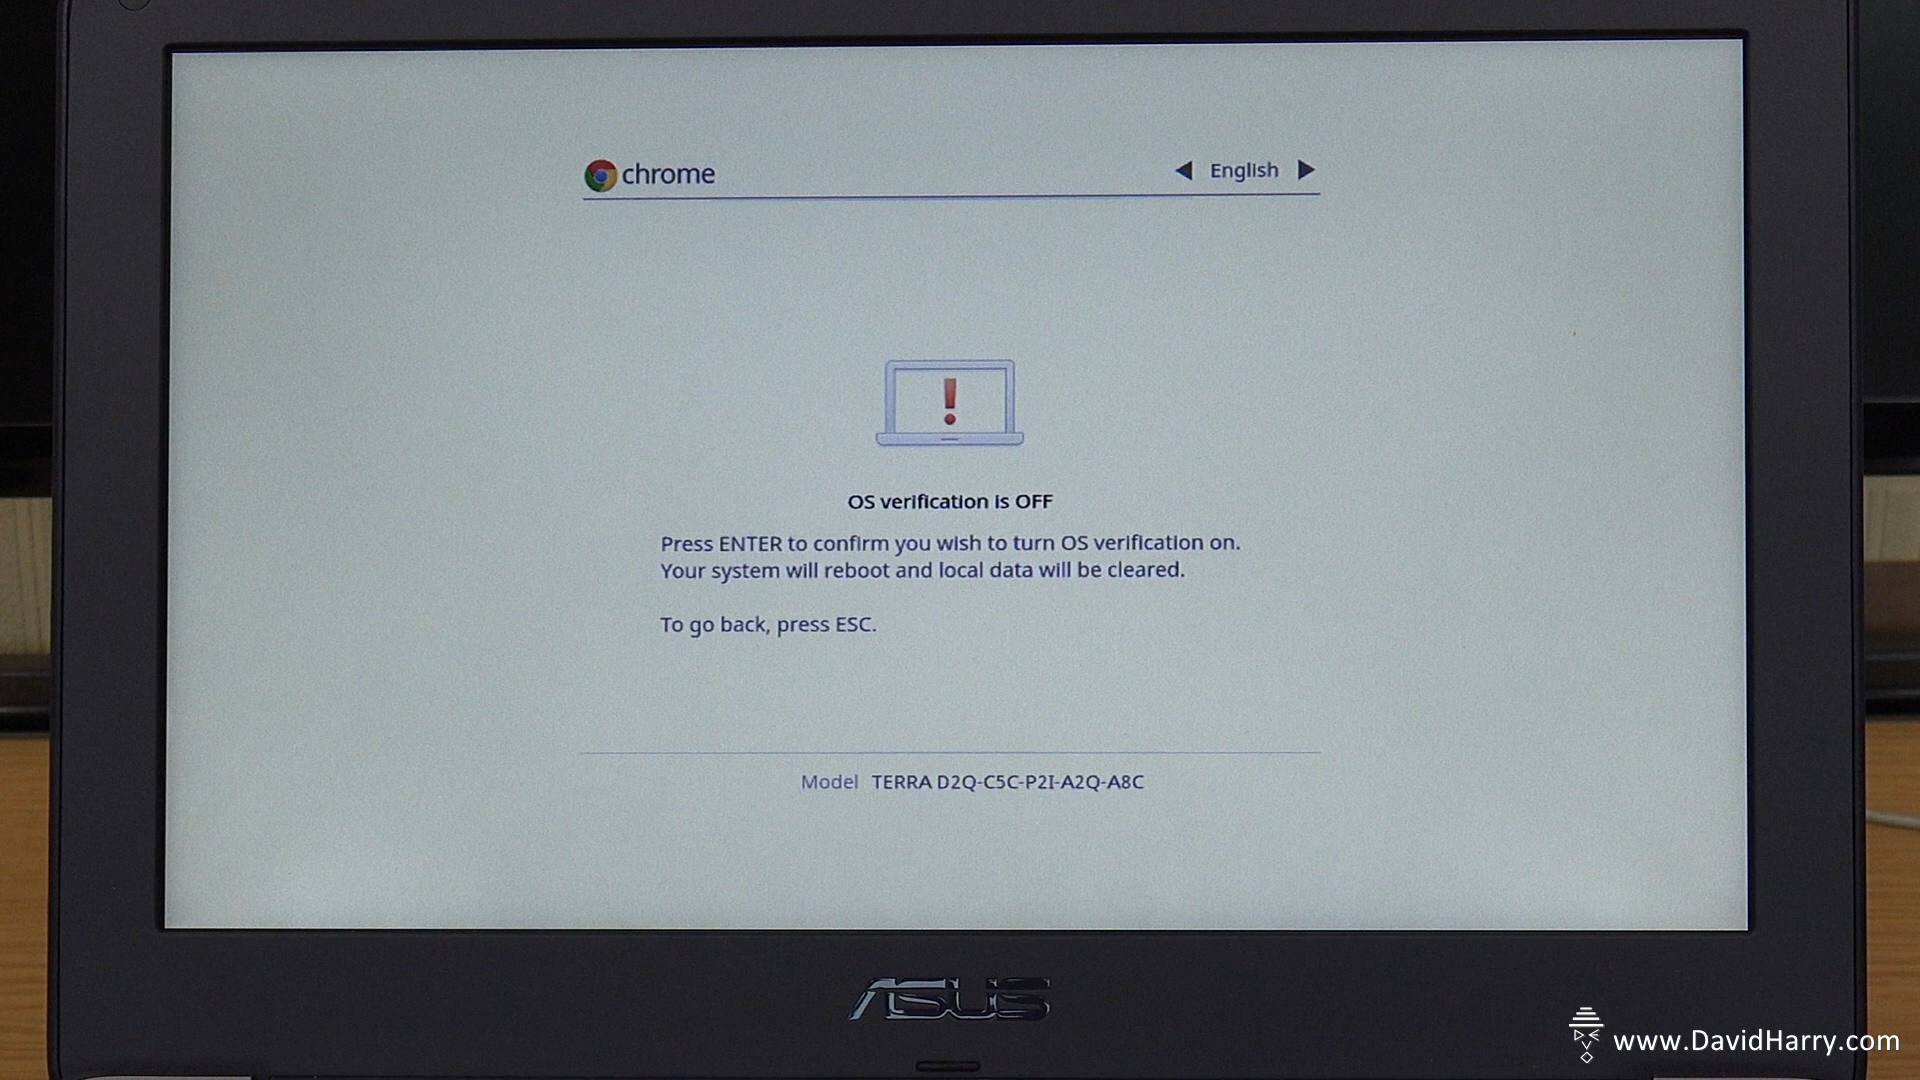 chrome
English
OS verification is OFF
Press ENTER to confirm you wish to turn OS verification on.
Your system will reboot and local data will be cleared.
To go back, press ESC.
Model TERRA D2Q-C5C-P2I-A2Q-A8C
ASUS
www.DavidHarry.com